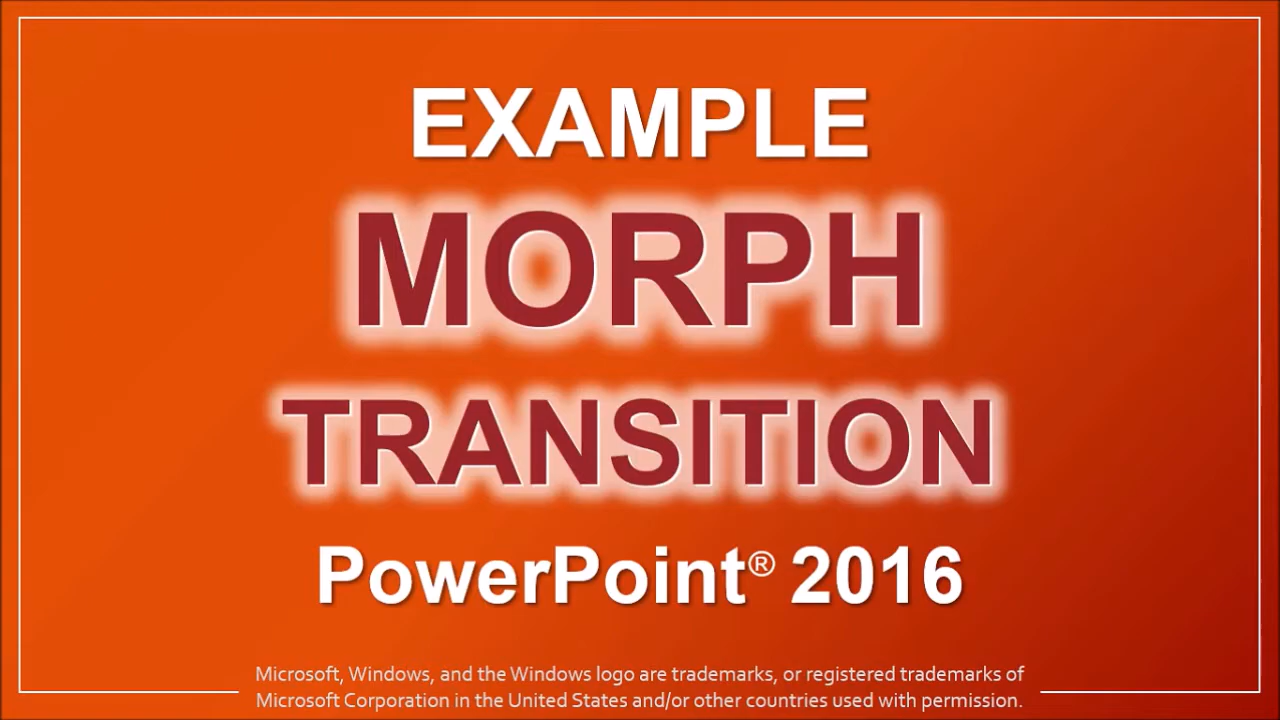 EXAMPLE
MORPH
TRANSITION
PowerPoint® 2016
Microsoft, Windows, and the Windows logo are trademarks, or registered trademarks of
Microsoft Corporation in the United States and/or other countries used with permission.